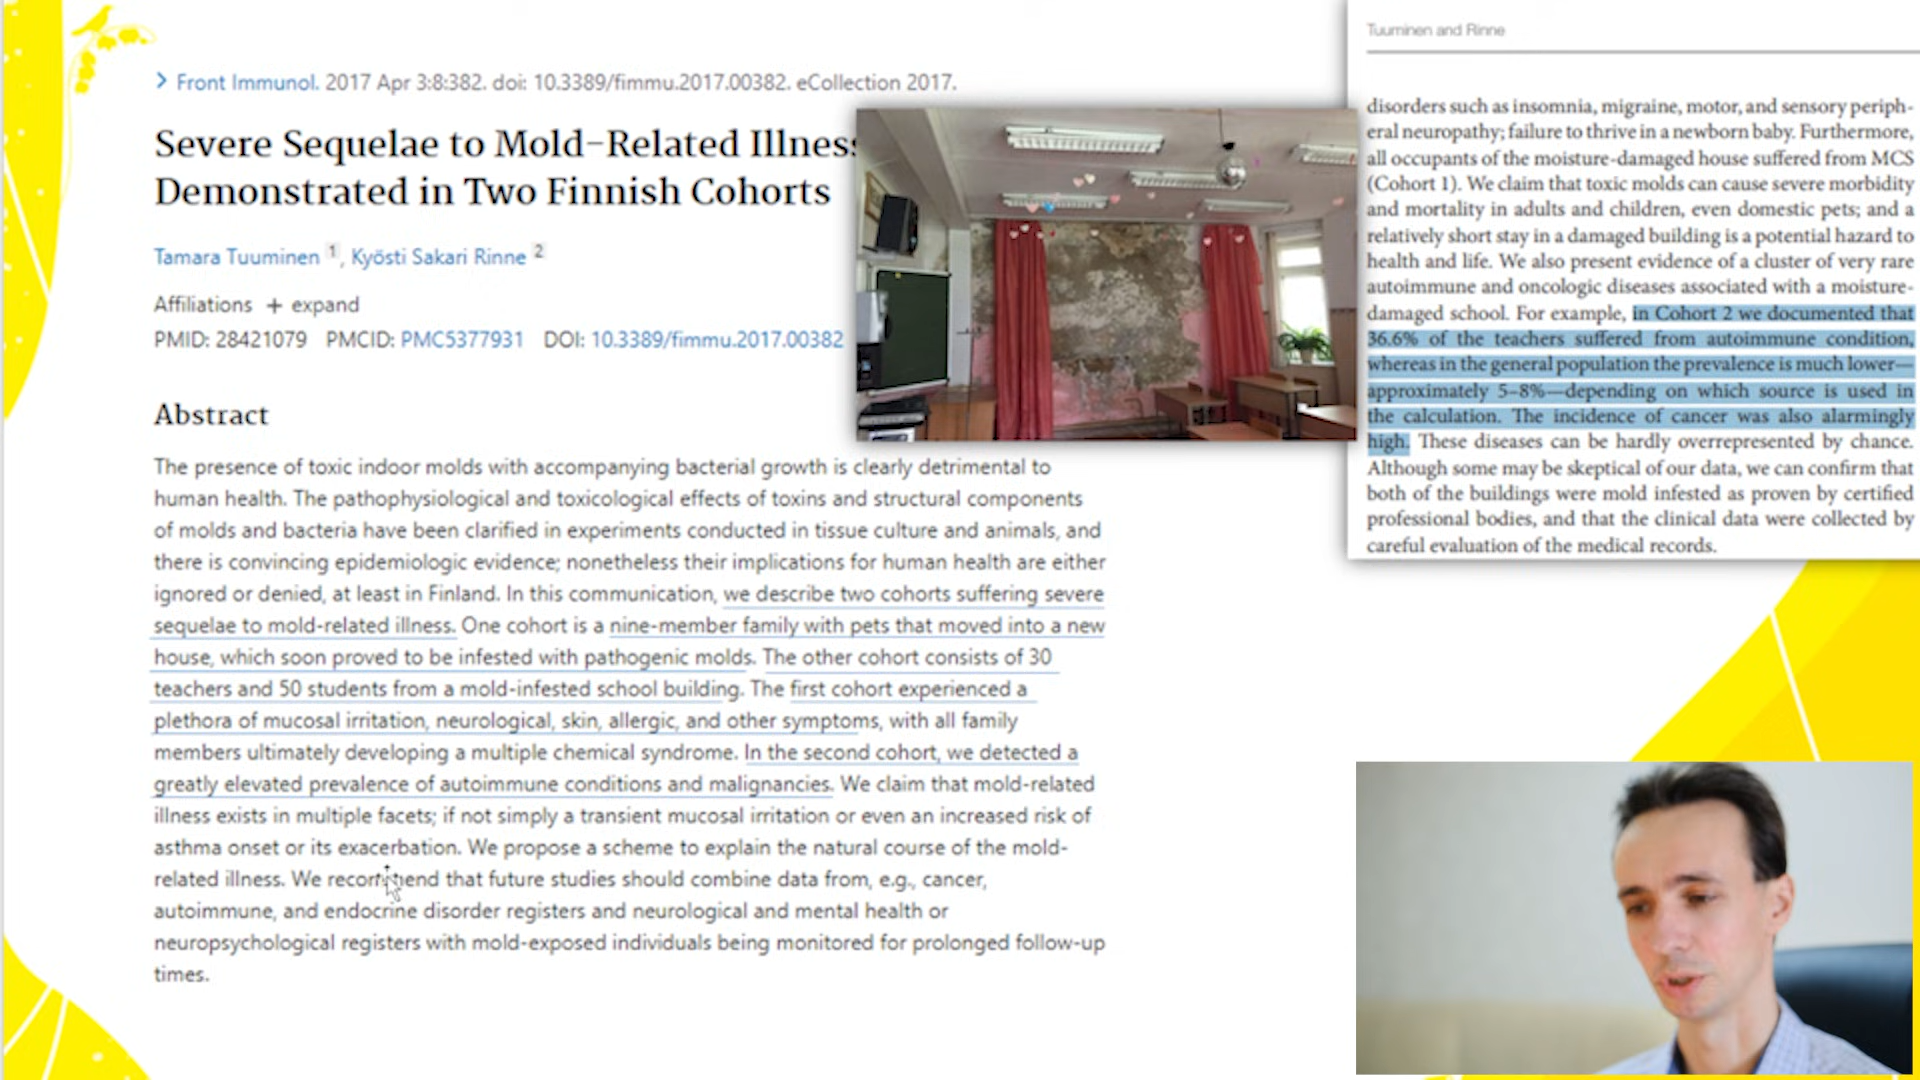 Front Immunol. 2017 Apr 3:8:382. doi: 10.3389/fimmu.2017.00382. eCollection 2017.
Severe Sequelae to Mold-Related Illness
Demonstrated in Two Finnish Cohorts
Tamara Tuuminen 1, Kyösti Sakari Rinne 2
Affiliations + expand
PMID: 28421079 PMCID: PMC5377931 DOI: 10.3389/fimmu.2017.00382
Abstract
The presence of toxic indoor molds with accompanying bacterial growth is clearly detrimental to
human health. The pathophysiological and toxicological effects of toxins and structural components
of molds and bacteria have been clarified in experiments conducted in tissue culture and animals, and
there is convincing epidemiologic evidence; nonetheless their implications for human health are either
ignored or denied, at least in Finland. In this communication, we describe two cohorts suffering severe
sequelae to mold-related illness. One cohort is a nine-member family with pets that moved into a new
house, which soon proved to be infested with pathogenic molds. The other cohort consists of 30
teachers and 50 students from a mold-infested school building. The first cohort experienced a
plethora of mucosal irritation, neurological, skin, allergic, and other symptoms, with all family
members ultimately developing a multiple chemical syndrome. In the second cohort, we detected a
greatly elevated prevalence of autoimmune conditions and malignancies. We claim that mold-related
illness exists in multiple facets; if not simply a transient mucosal irritation or even an increased risk of
asthma onset or its exacerbation. We propose a scheme to explain the natural course of the mold-
related illness. We recommend that future studies should combine data from, e.g., cancer,
autoimmune, and endocrine disorder registers and neurological and mental health or
neuropsychological registers with mold-exposed individuals being monitored for prolonged follow-up
times.
Tuuminen and Rinne
disorders such as insomnia, migraine, motor, and sensory periph-
eral neuropathy; failure to thrive in a newborn baby. Furthermore,
all occupants of the moisture-damaged house suffered from MCS
(Cohort 1). We claim that toxic molds can cause severe morbidity
and mortality in adults and children, even domestic pets; and a
relatively short stay in a damaged building is a potential hazard to
health and life. We also present evidence of a cluster of very rare
autoimmune and oncologic diseases associated with a moisture-
damaged school. For example, in Cohort 2 we documented that
36.6% of the teachers suffered from autoimmune condition,
whereas in the general population the prevalence is much lower—
approximately 5–8%—depending on which source is used in
the calculation. The incidence of cancer was also alarmingly
high. These diseases can be hardly overrepresented by chance.
Although some may be skeptical of our data, we can confirm that
both of the buildings were mold infested as proven by certified
professional bodies, and that the clinical data were collected by
careful evaluation of the medical records.